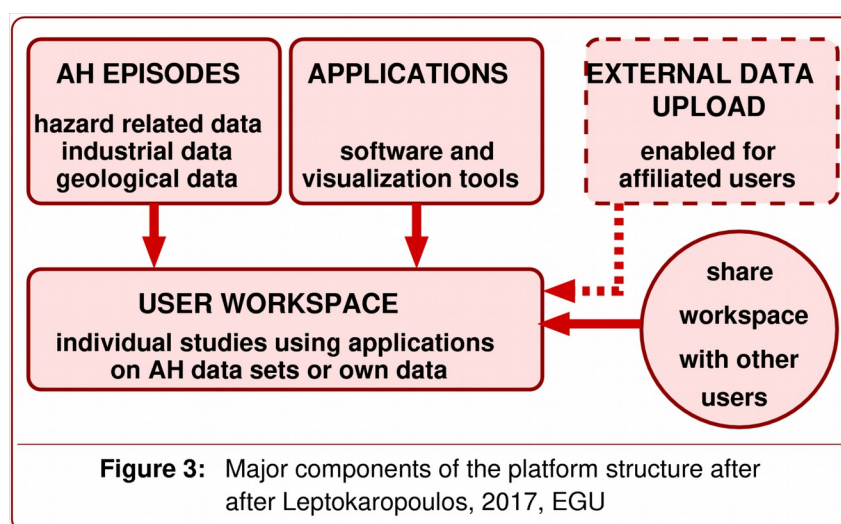 AH EPISODES
hazard related data
industrial data
geological data
APPLICATIONS
software and
visualization tools
EXTERNAL DATA
UPLOAD
enabled for
affiliated users
USER WORKSPACE
individual studies using applications
on AH data sets or own data
share
workspace
with other
users
Figure 3: Major components of the platform structure after
after Leptokaropoulos, 2017, EGU